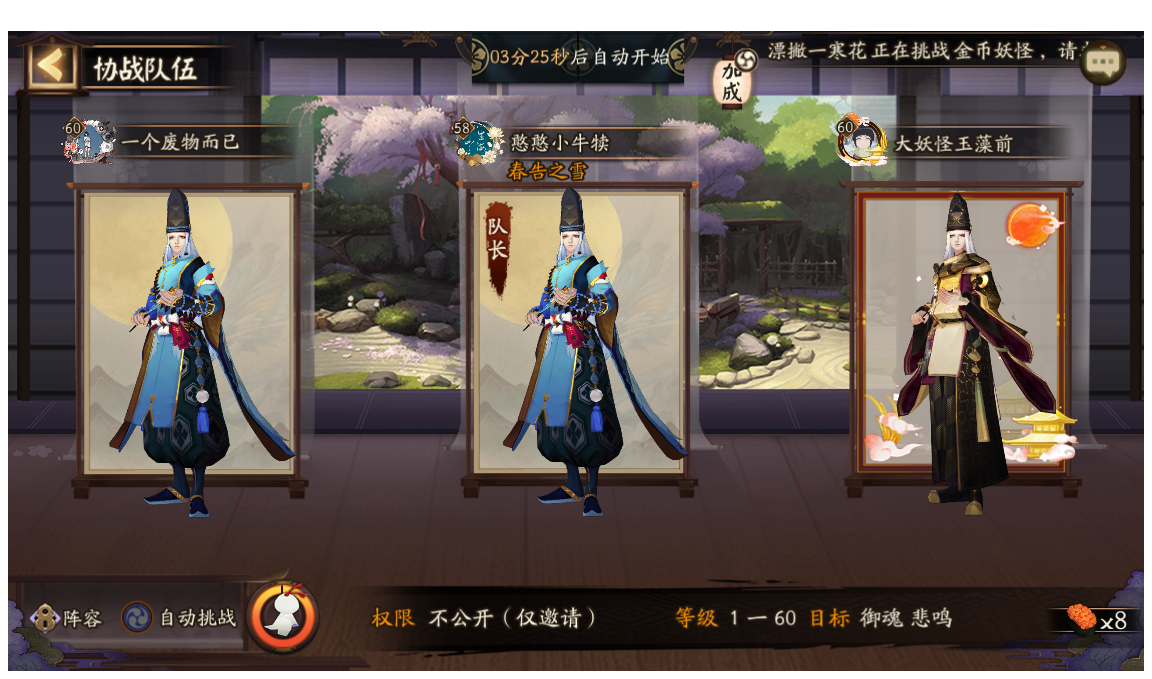 协战队伍
03分25秒后自动开始
加成
漂撇一寒花 正在挑战 金币妖怪，请
60
一个废物而已
58
憨憨小牛犊
春告之雪
60
大妖怪玉藻前
队长
阵容
自动挑战
权限 不公开（仅邀请）
等级 1 一 60 目标 御魂 悲鸣
x8